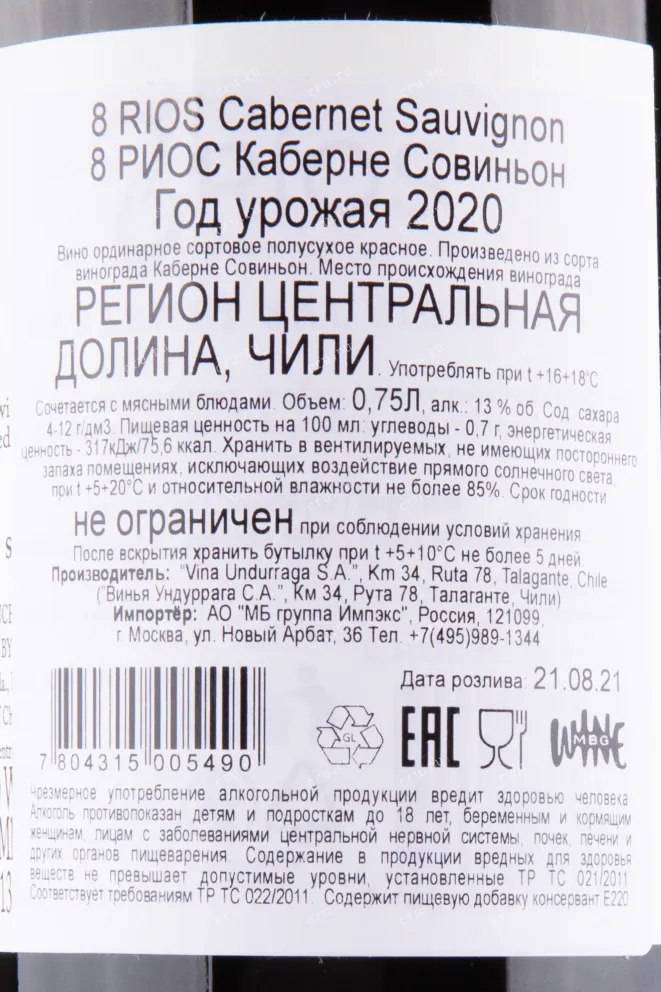 8 RIOS Cabernet Sauvignon
8 РИОС Каберне Совиньон
Год урожая 2020
Вино ординарное сортовое полусухое красное. Произведено из сорта
винограда Каберне Совиньон. Место происхождения винограда
РЕГИОН ЦЕНТРАЛЬНАЯ
ДОЛИНА, ЧИЛИ. Употреблять при t +16+18°C
Сочетается с мясными блюдами. Объем: 0,75Л, алк.: 13 % об. Сод. сахара
4-12 г/дм3. Пищевая ценность на 100 мл: углеводы - 0,7 г, энергетическая
ценность - 317кДж/75,6 ккал. Хранить в вентилируемых, не имеющих постороннего
запаха помещениях, исключающих воздействие прямого солнечного света
при t +5+20°C и относительной влажности не более 85%. Срок годности
не ограничен при соблюдении условий хранения
После вскрытия хранить бутылку при t +5+10°C не более 5 дней
Производитель: "Vina Undurraga S.A.", Km 34, Ruta 78, Talagante, Chile
("Винья Ундуррага С.А.", Км 34, Рута 78, Талаганте, Чили)
Импортёр: АО "МБ группа Импэкс", Россия, 121099,
г. Москва, ул. Новый Арбат, 36 Тел. +7(495)989-1344
Дата розлива: 21.08.21
GL
EAC
WINE
MBG
7 804315 005490
Чрезмерное употребление алкогольной продукции вредит здоровью человека
Алкоголь противопоказан детям и подросткам до 18 лет, беременным и кормящим
женщинам, лицам с заболеваниями центральной нервной системы, почек, печени и
других органов пищеварения. Содержание в продукции вредных для здоровья
веществ не превышает допустимые уровни, установленные ТР ТС 021/2011
Соответствует требованиям ТР ТС 022/2011. Содержит пищевую добавку консервант Е220